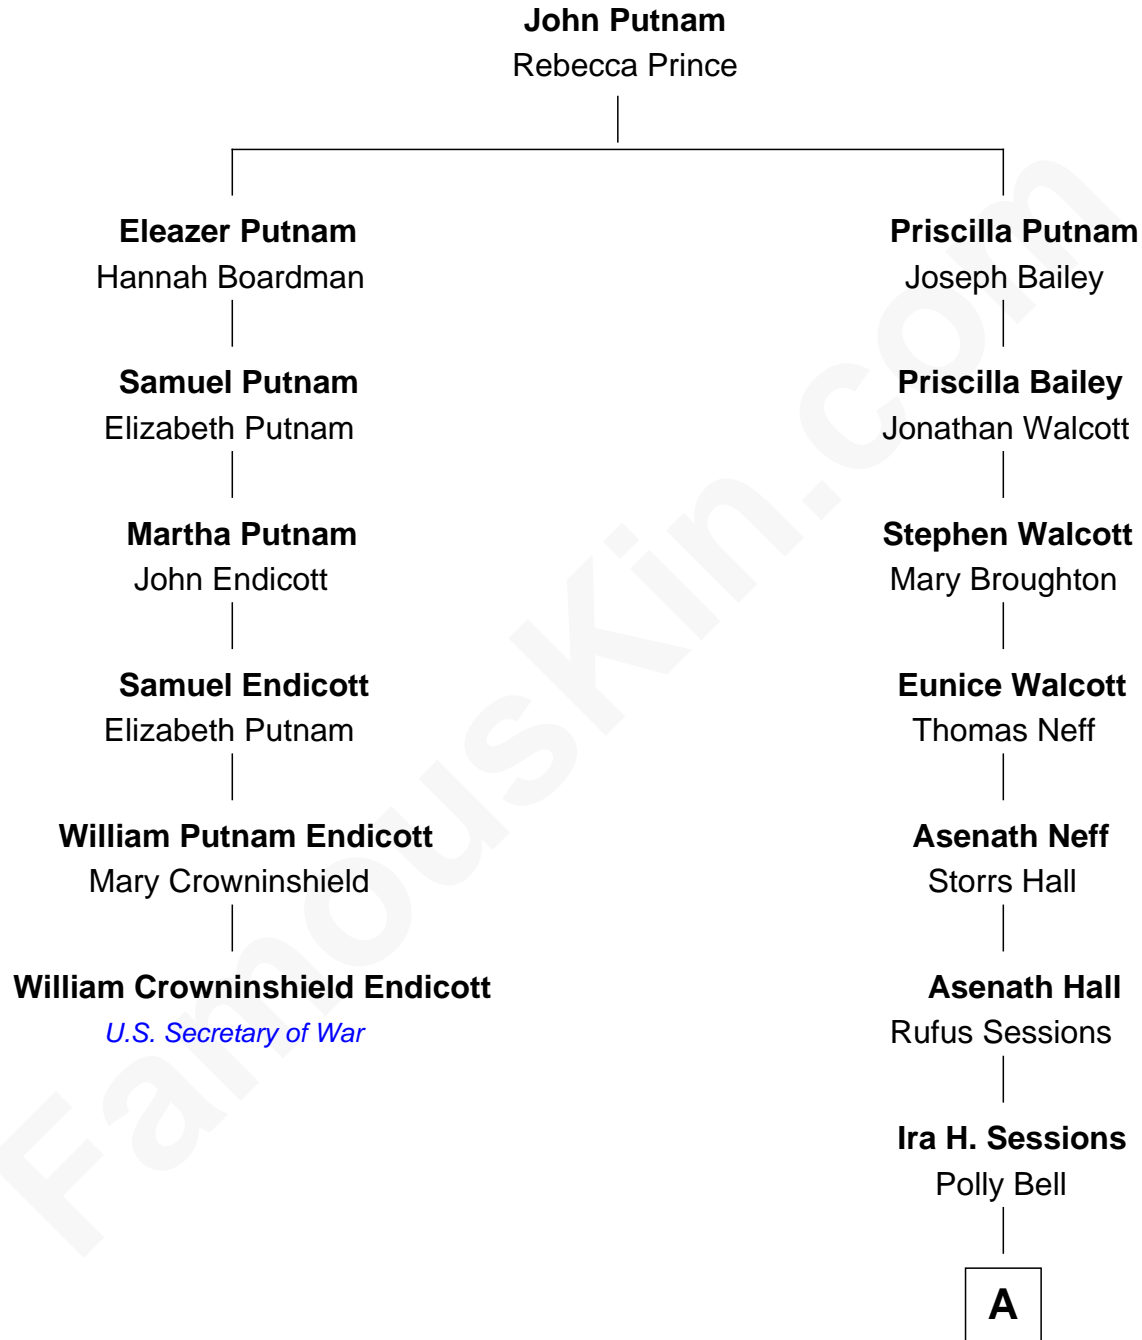 John Putnam
Rebecca Prince
Eleazer Putnam
Hannah Boardman
Priscilla Putnam
Joseph Bailey
Samuel Putnam
Elizabeth Putnam
Priscilla Bailey
Jonathan Walcott
Martha Putnam
John Endicott
Stephen Walcott
Mary Broughton
Samuel Endicott
Elizabeth Putnam
Eunice Walcott
Thomas Neff
William Putnam Endicott
Mary Crowninshield
Asenath Neff
Storrs Hall
William Crowninshield Endicott
U.S. Secretary of War
Asenath Hall
Rufus Sessions
Ira H. Sessions
Polly Bell
A
FamousKin.com